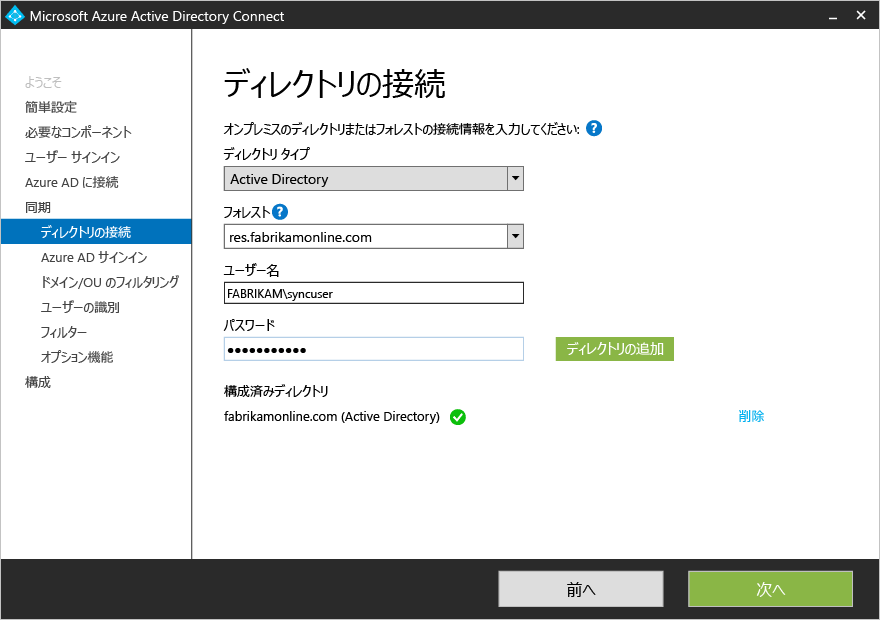 Microsoft Azure Active Directory Connect
ようこそ
簡単設定
必要なコンポーネント
ユーザー サインイン
Azure AD に接続
同期
ディレクトリの接続
Azure AD サインイン
ドメイン/OU のフィルタリング
ユーザーの識別
フィルター
オプション機能
構成
ディレクトリの接続
オンプレミスのディレクトリまたはフォレストの接続情報を入力してください: ?
ディレクトリ タイプ
Active Directory
フォレスト ?
res.fabrikamonline.com
ユーザー名
FABRIKAM\syncuser
パスワード
●●●●●●●●●●●
ディレクトリの追加
構成済みディレクトリ
fabrikamonline.com (Active Directory)
削除
前へ
次へ